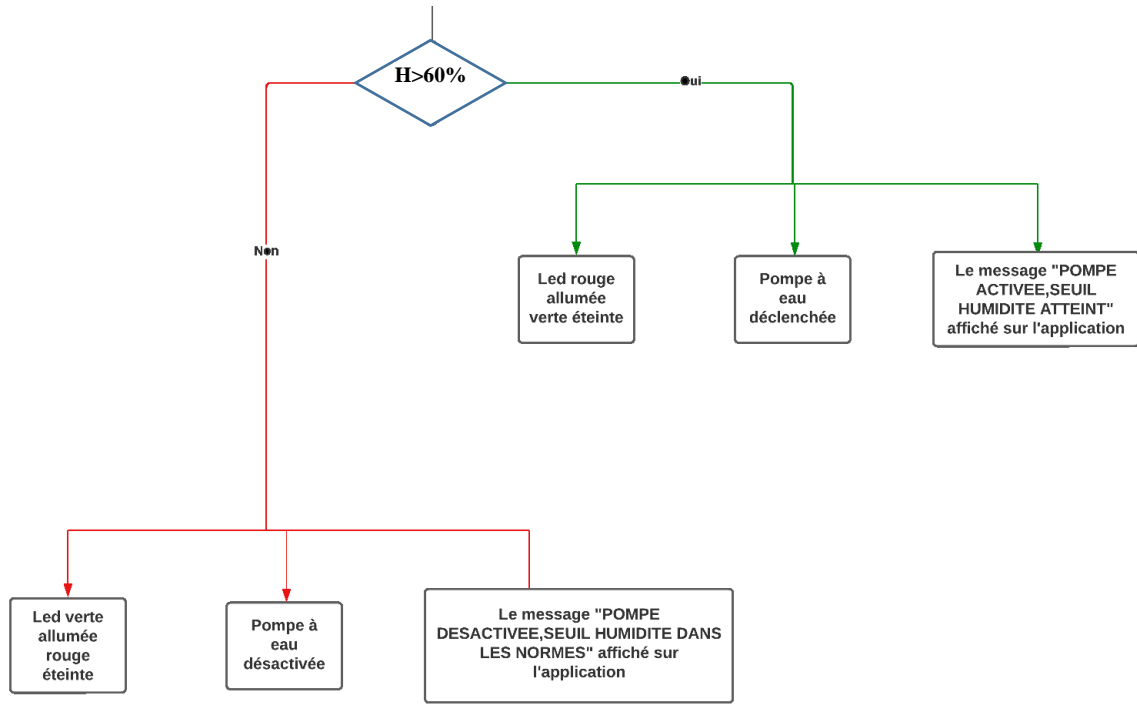 H>60%
Oui
Non
Led rouge
allumée
verte éteinte
Pompe à
eau
déclenchée
Le message "POMPE
ACTIVEE,SEUIL
HUMIDITE ATTEINT"
affiché sur l'application
Led verte
allumée
rouge
éteinte
Pompe à
eau
désactivée
Le message "POMPE
DESACTIVEE,SEUIL HUMIDITE DANS
LES NORMES" affiché sur
l'application